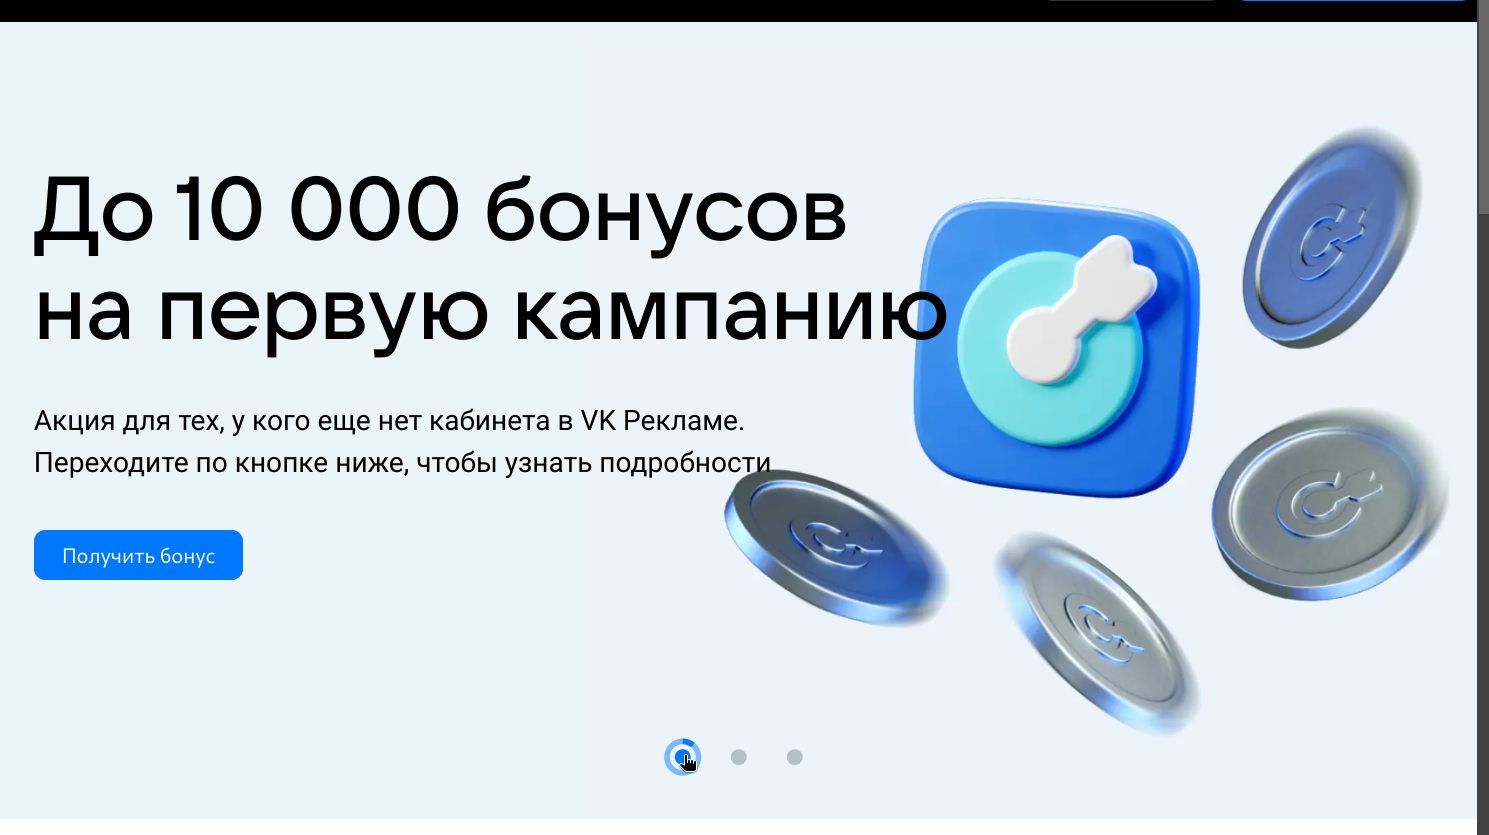 До 10 000 бонусов
на первую кампанию
Акция для тех, у кого еще нет кабинета в VK Рекламе.
Переходите по кнопке ниже, чтобы узнать подробности
Получить бонус